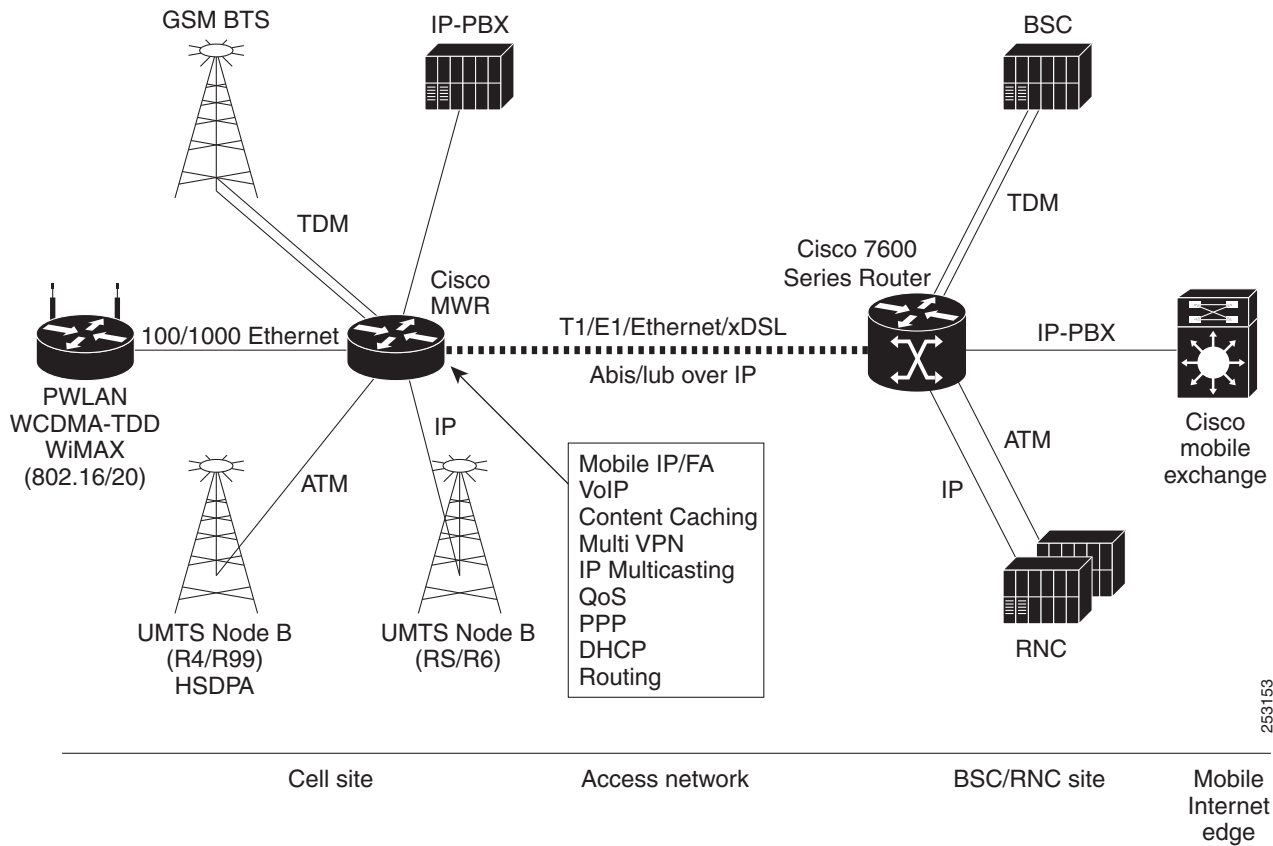 GSM BTS
IP-PBX
BSC
TDM
TDM
Cisco 7600
Series Router
Cisco
MWR
100/1000 Ethernet
T1/E1/Ethernet/xDSL
IP-PBX
Abis/lub over IP
PWLAN
WCDMA-TDD
WiMAX
(802.16/20)
IP
ATM
Cisco
mobile
exchange
ATM
IP
Mobile IP/FA
VoIP
Content Caching
Multi VPN
IP Multicasting
QoS
PPP
DHCP
Routing
UMTS Node B
(R4/R99)
HSDPA
UMTS Node B
(RS/R6)
RNC
253153
Cell site
Access network
BSC/RNC site
Mobile
Internet
edge